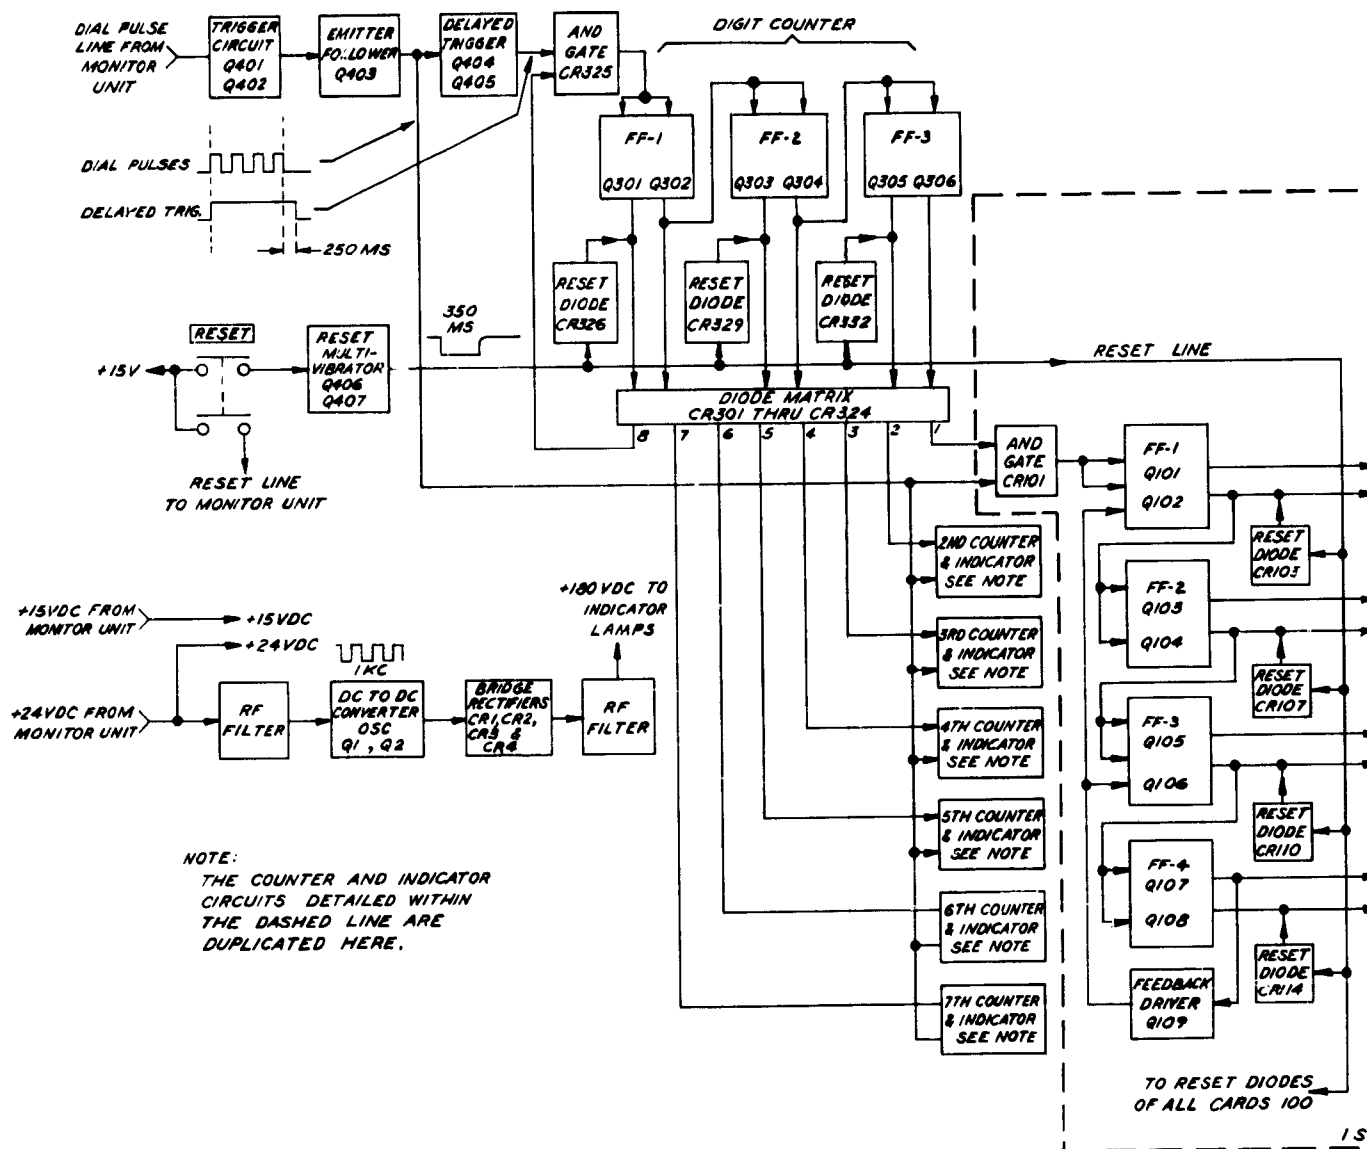 DIAL PULSE
LINE FROM
MONITOR
UNIT
TRIGGER
CIRCUIT
Q401
Q402
EMITTER
FOLLOWER
Q403
DELAYED
TRIGGER
Q404
Q405
AND
GATE
CR325
DIGIT COUNTER
FF-1
Q301 Q302
FF-2
Q303 Q304
FF-3
Q305 Q306
DIAL PULSES
DELAYED TRIG.
250 MS
RESET
DIODE
CR326
RESET
DIODE
CR329
RESET
DIODE
CR332
RESET
+15V
RESET
MULTI-
VIBRATOR
Q406
Q407
350
MS
RESET LINE
DIODE MATRIX
CR301 THRU CR324
8 7 6 5 4 3 2 1
RESET LINE
TO MONITOR UNIT
AND
GATE
CR101
FF-1
Q101
Q102
RESET
DIODE
CR103
2ND COUNTER
& INDICATOR
SEE NOTE
FF-2
Q103
Q104
+15VDC FROM
MONITOR UNIT
+15VDC
+24VDC
1 KC
+180 VDC TO
INDICATOR
LAMPS
3RD COUNTER
& INDICATOR
SEE NOTE
RESET
DIODE
CR107
+24VDC FROM
MONITOR UNIT
RF
FILTER
DC TO DC
CONVERTER
OSC
Q1 , Q2
BRIDGE
RECTIFIERS
CR1, CR2,
CR3 &
CR4
RF
FILTER
4TH COUNTER
& INDICATOR
SEE NOTE
FF-3
Q105
Q106
5TH COUNTER
& INDICATOR
SEE NOTE
RESET
DIODE
CR110
NOTE:
THE COUNTER AND INDICATOR
CIRCUITS DETAILED WITHIN
THE DASHED LINE ARE
DUPLICATED HERE.
FF-4
Q107
Q108
6TH COUNTER
& INDICATOR
SEE NOTE
RESET
DIODE
CR114
7TH COUNTER
& INDICATOR
SEE NOTE
FEEDBACK
DRIVER
Q109
TO RESET DIODES
OF ALL CARDS 100
1 S